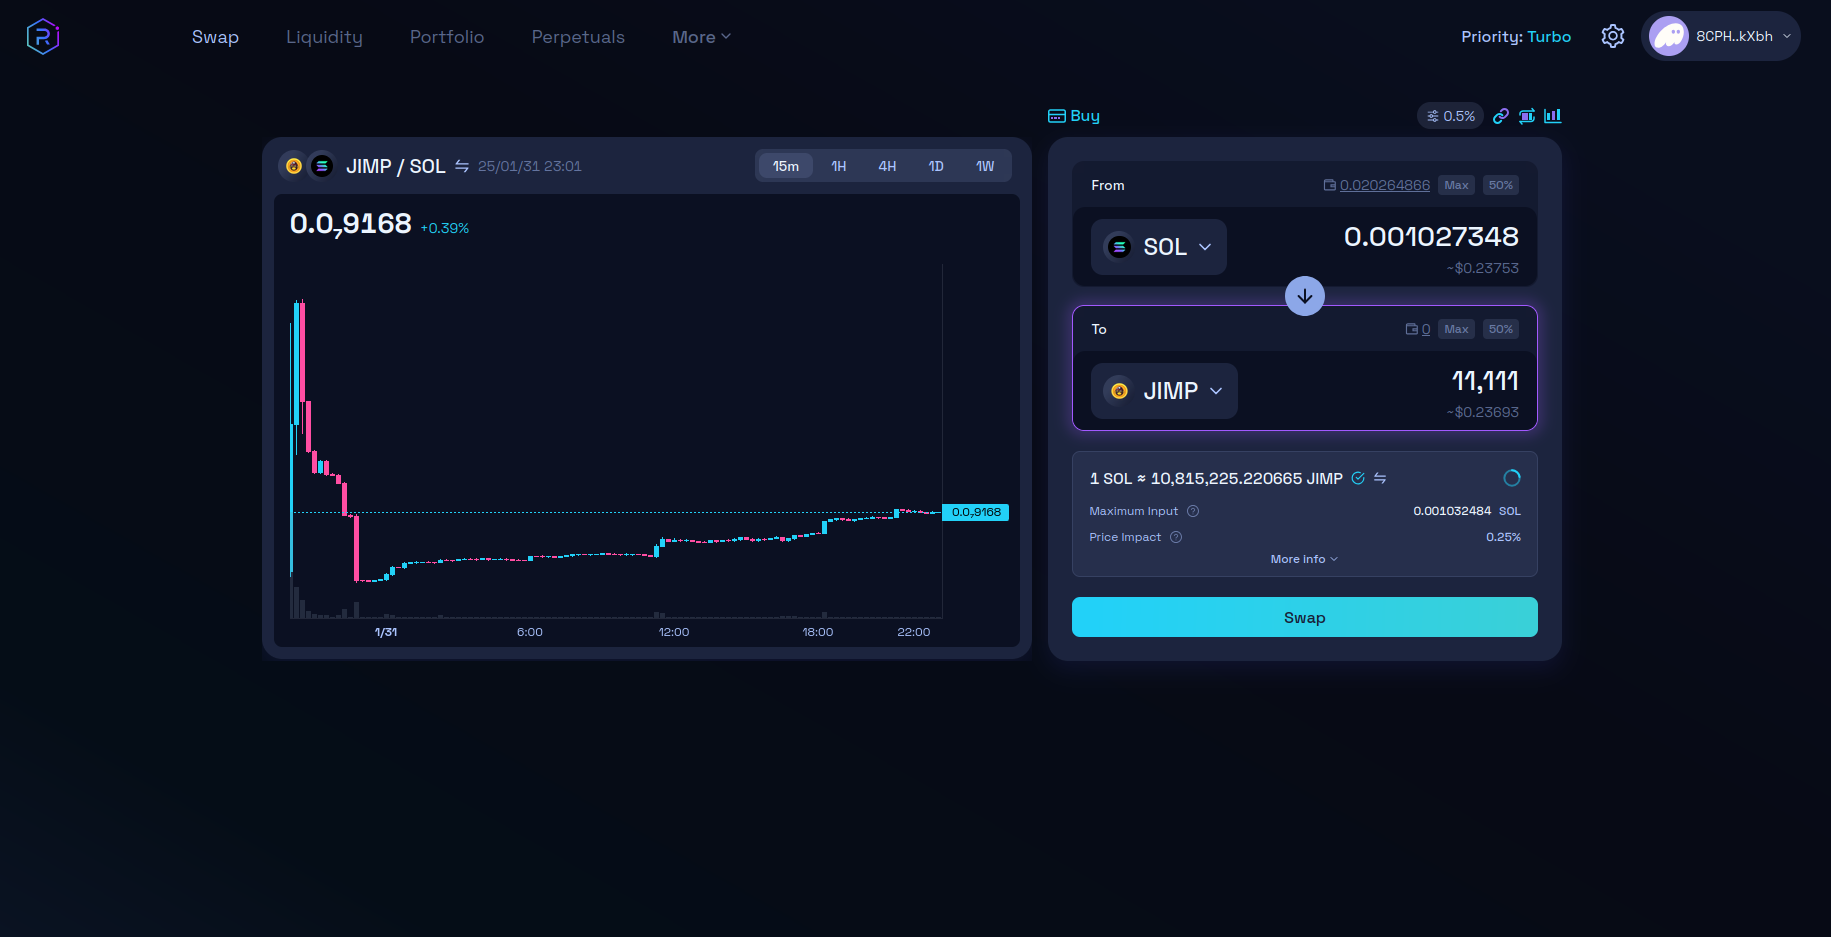 Swap Liquidity Portfolio Perpetuals More Priority: Turbo 8CPH..kXbh
Buy 0.5%
JIMP / SOL 25/01/31 23:01 15m 1H 4H 1D 1W
0.0₇9168 +0.39%
0.0₇9168
1/31 6:00 12:00 18:00 22:00
From 0.020264866 Max 50%
SOL 0.001027348
~$0.23753
To 0 Max 50%
JIMP 11,111
~$0.23693
1 SOL ≈ 10,815,225.220665 JIMP
Maximum Input ? 0.001032484 SOL
Price Impact ? 0.25%
More info
Swap